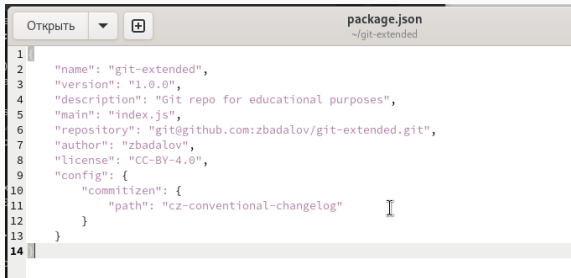 Открыть
package.json
~/git-extended
1 {
2 "name": "git-extended",
3 "version": "1.0.0",
4 "description": "Git repo for educational purposes",
5 "main": "index.js",
6 "repository": "git@github.com:zbadalov/git-extended.git",
7 "author": "zbadalov",
8 "license": "CC-BY-4.0",
9 "config": {
10 "commitizen": {
11 "path": "cz-conventional-changelog"
12 }
13 }
14 }